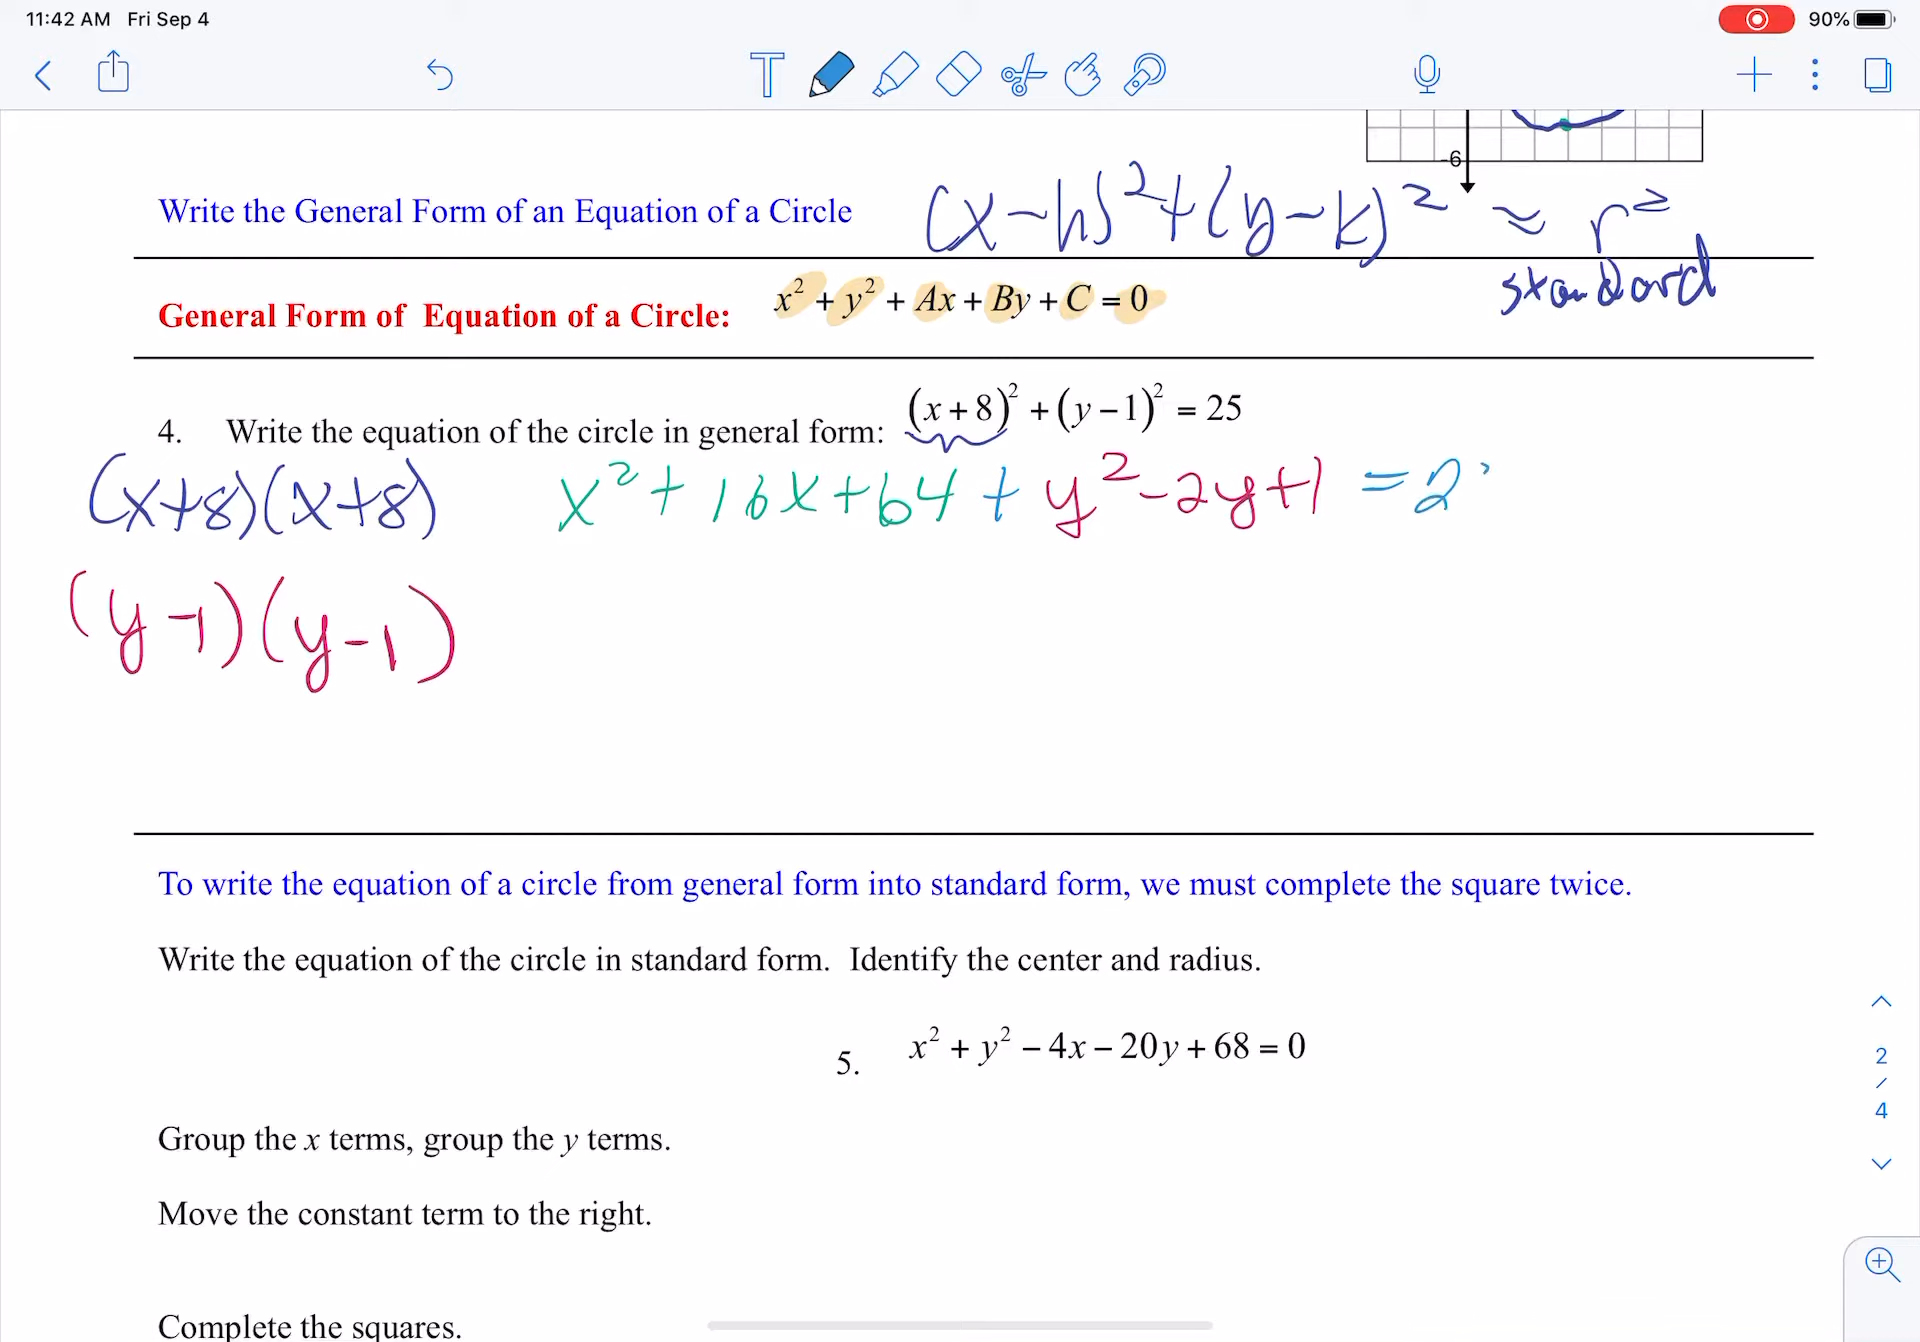 11:42 AM Fri Sep 4
90%
-6
Write the General Form of an Equation of a Circle
(x-h)²+(y-k)² = r²
standard
General Form of Equation of a Circle: x² + y² + Ax + By + C = 0
4. Write the equation of the circle in general form: (x+8)² + (y-1)² = 25
(x+8)(x+8) x²+16x+64 + y²-2y+1 = 2
(y-1)(y-1)
To write the equation of a circle from general form into standard form, we must complete the square twice.
Write the equation of the circle in standard form. Identify the center and radius.
5. x² + y² - 4x - 20y + 68 = 0
Group the x terms, group the y terms.
Move the constant term to the right.
Complete the squares.
2
/
4